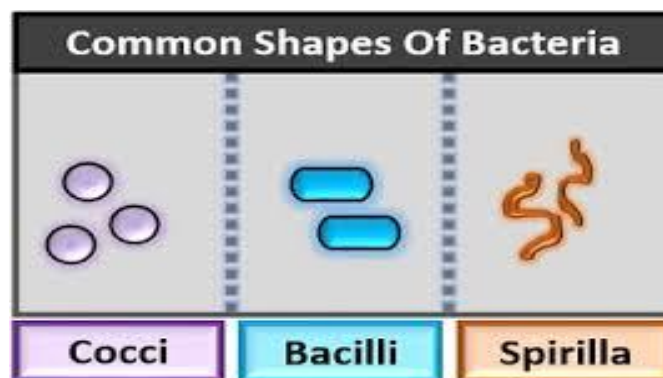 Common Shapes Of Bacteria
Cocci
Bacilli
Spirilla